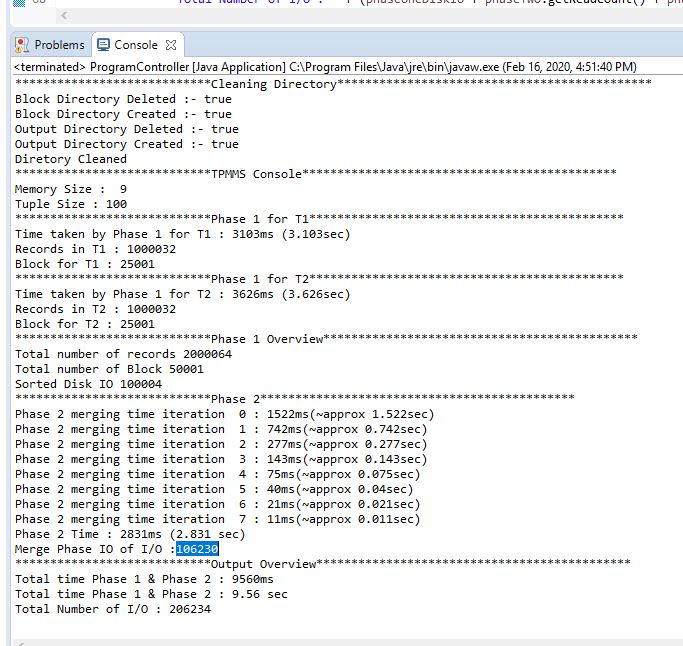 Total Number of I/O :
Problems Console
<terminated> ProgramController [Java Application] C:\Program Files\Java\jre\bin\javaw.exe (Feb 16, 2020, 4:51:40 PM)
****************************Cleaning Directory*********************************************
Block Directory Deleted :- true
Block Directory Created :- true
Output Directory Deleted :- true
Output Directory Created :- true
Diretory Cleaned
****************************TPMMS Console*********************************************
Memory Size :  9
Tuple Size : 100
****************************Phase 1 for T1*********************************************
Time taken by Phase 1 for T1 : 3103ms (3.103sec)
Records in T1 : 1000032
Block for T1 : 25001
****************************Phase 1 for T2*********************************************
Time taken by Phase 1 for T2 : 3626ms (3.626sec)
Records in T2 : 1000032
Block for T2 : 25001
****************************Phase 1 Overview*********************************************
Total number of records 2000064
Total number of Block 50001
Sorted Disk IO 100004
****************************Phase 2*********************************************
Phase 2 merging time iteration  0 : 1522ms(~approx 1.522sec)
Phase 2 merging time iteration  1 : 742ms(~approx 0.742sec)
Phase 2 merging time iteration  2 : 277ms(~approx 0.277sec)
Phase 2 merging time iteration  3 : 143ms(~approx 0.143sec)
Phase 2 merging time iteration  4 : 75ms(~approx 0.075sec)
Phase 2 merging time iteration  5 : 40ms(~approx 0.04sec)
Phase 2 merging time iteration  6 : 21ms(~approx 0.021sec)
Phase 2 merging time iteration  7 : 11ms(~approx 0.011sec)
Phase 2 Time : 2831ms (2.831 sec)
Merge Phase IO of I/O :106230
****************************Output Overview*********************************************
Total time Phase 1 & Phase 2 : 9560ms
Total time Phase 1 & Phase 2 : 9.56 sec
Total Number of I/O : 206234